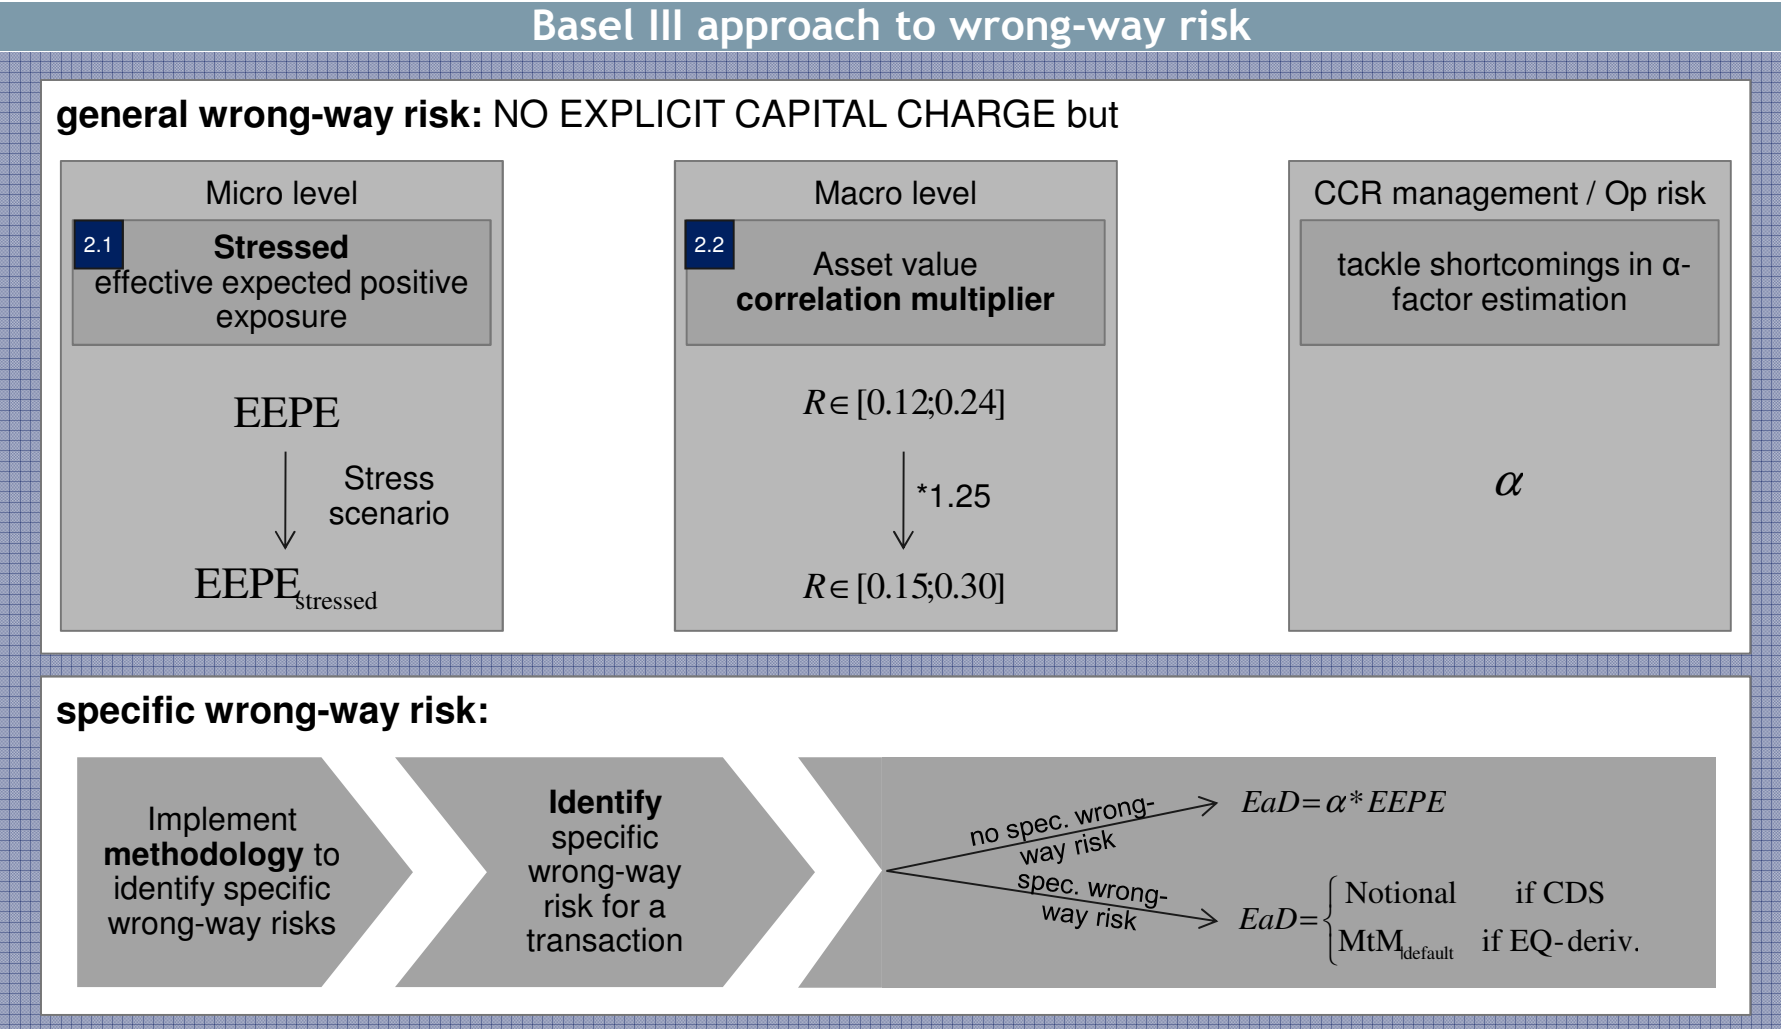 Basel III approach to wrong-way risk
general wrong-way risk: NO EXPLICIT CAPITAL CHARGE but
Micro level
2.1
Stressed
effective expected positive
exposure
EEPE
Stress
scenario
EEPE_stressed
Macro level
2.2
Asset value
correlation multiplier
R∈[0.12;0.24]
*1.25
R∈[0.15;0.30]
CCR management / Op risk
tackle shortcomings in α-
factor estimation
α
specific wrong-way risk:
Implement
methodology to
identify specific
wrong-way risks
Identify
specific
wrong-way
risk for a
transaction
no spec. wrong-
way risk
EaD=α*EEPE
spec. wrong-
way risk
EaD={
Notional if CDS
MtM_|default if EQ-deriv.